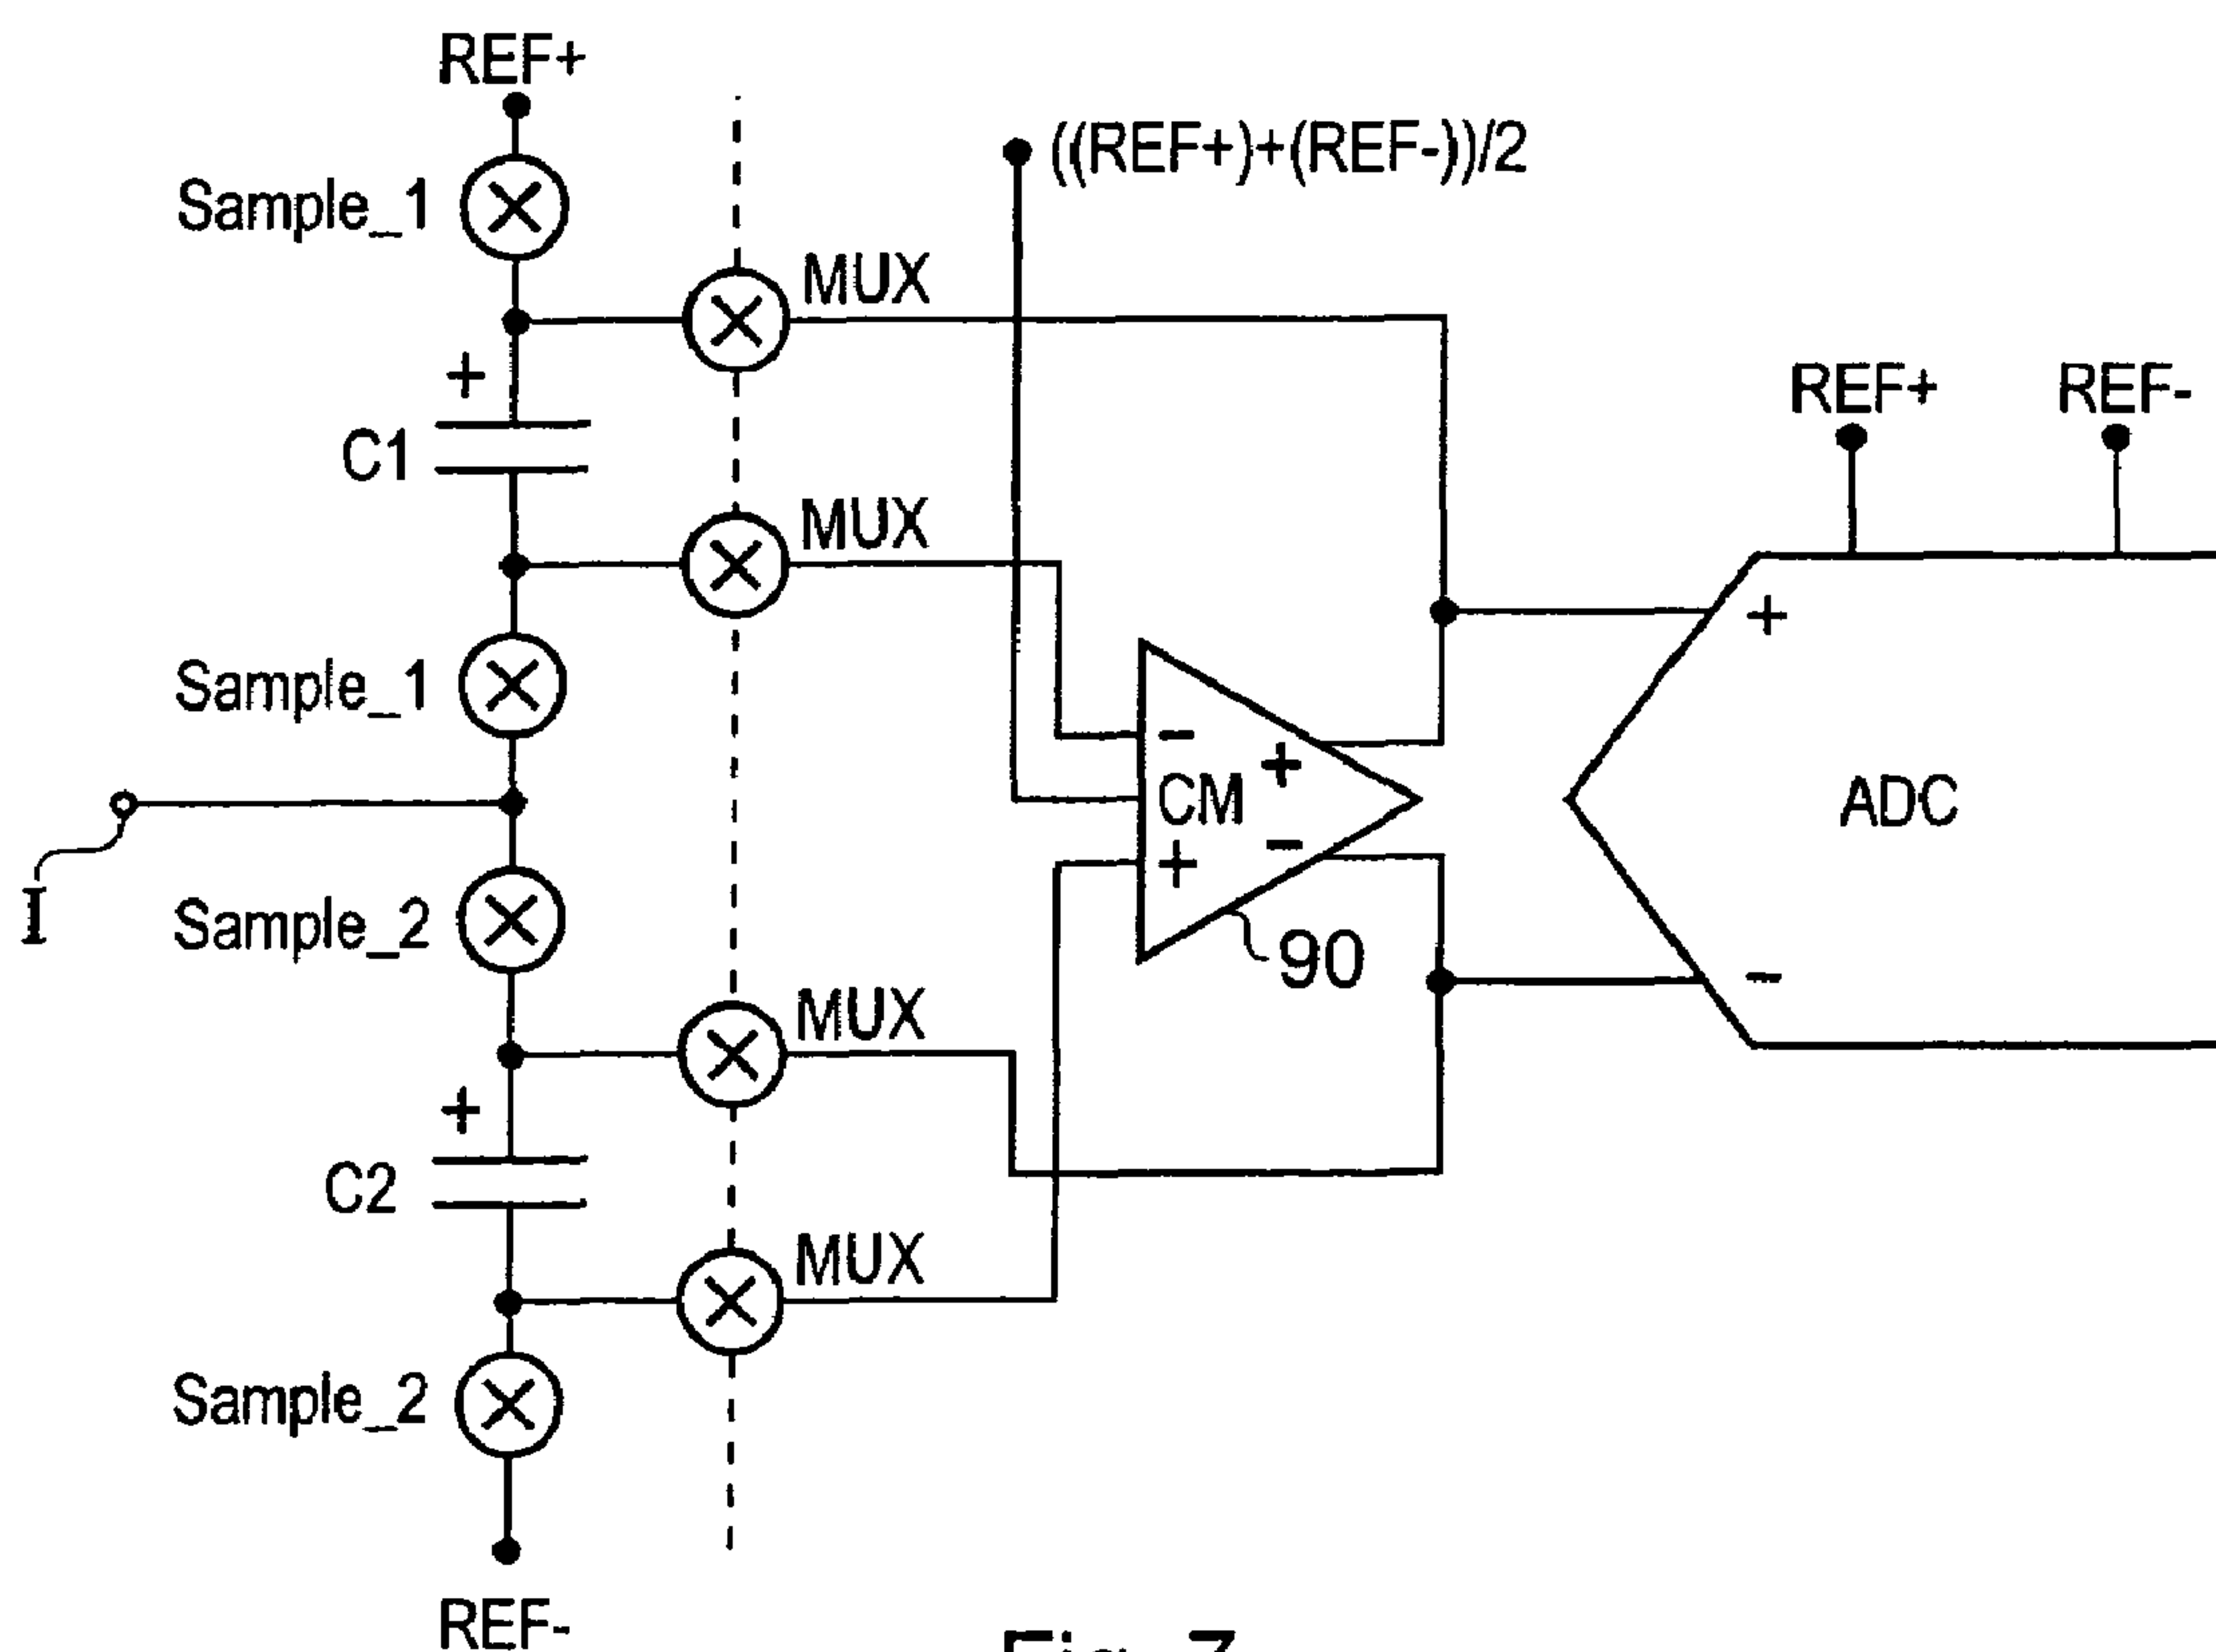 REF+
((REF+)+(REF-))/2
Sample_1
MUX
+
REF+
REF-
C1
MUX
+
Sample_1
-
+
CM
ADC
I
-
+
Sample_2
90
-
MUX
+
C2
MUX
Sample_2
REF-